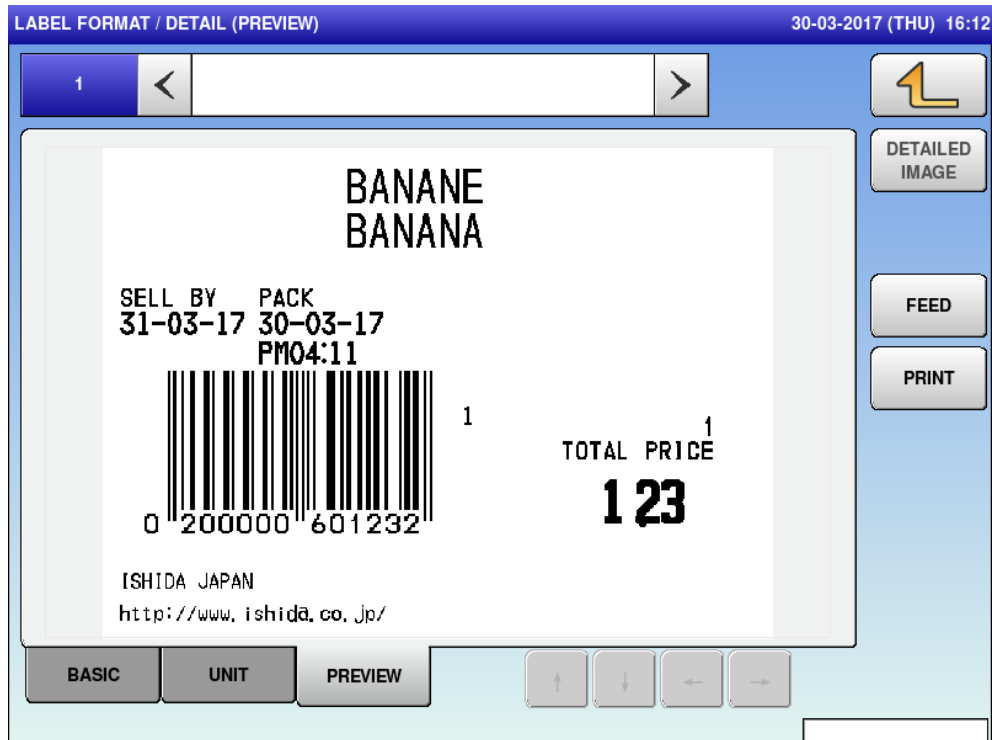 LABEL FORMAT / DETAIL (PREVIEW) 30-03-2017 (THU) 16:12
1
DETAILED
IMAGE
BANANE
BANANA
SELL BY PACK
31-03-17 30-03-17
PM04:11
FEED
PRINT
1
1
TOTAL PRICE
1,23
0 200000 601232
ISHIDA JAPAN
http://www.ishida.co.jp/
BASIC UNIT PREVIEW